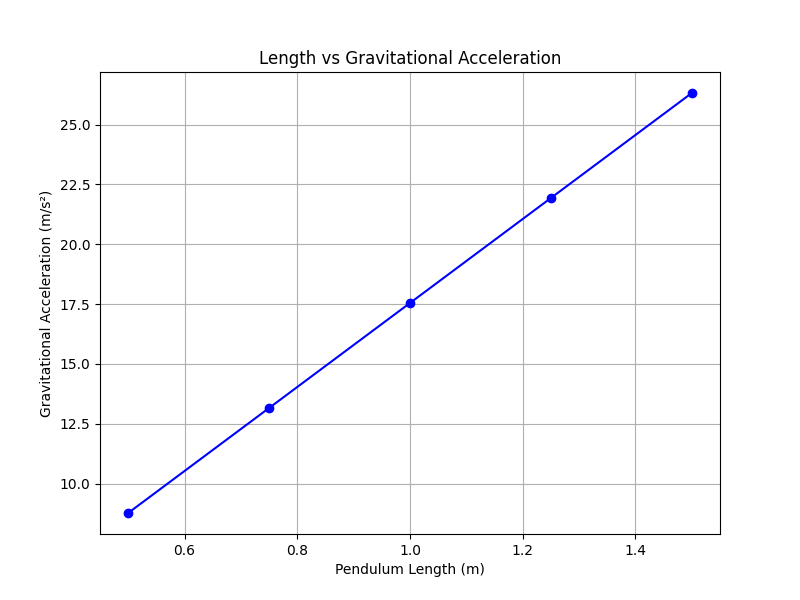 Length vs Gravitational Acceleration
Gravitational Acceleration (m/s²)
25.0
22.5
20.0
17.5
15.0
12.5
10.0
0.6 0.8 1.0 1.2 1.4
Pendulum Length (m)